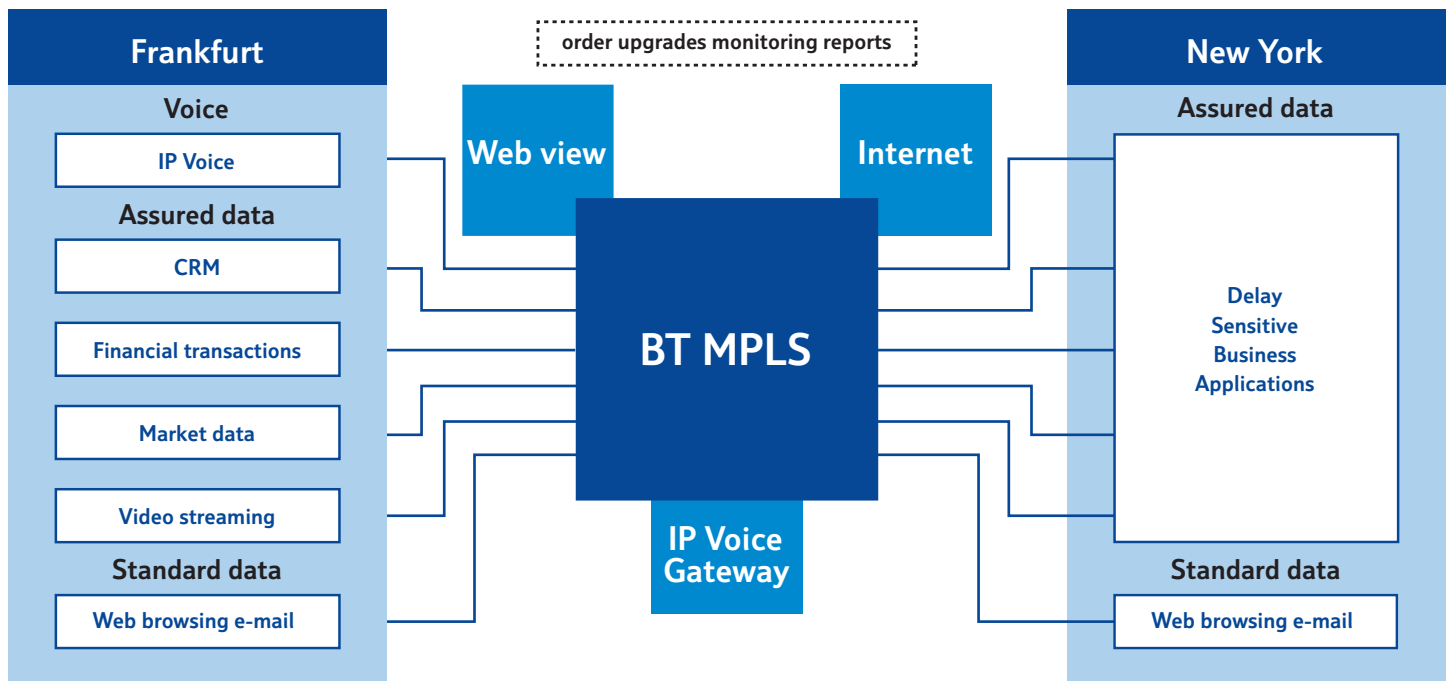 Frankfurt
Voice
IP Voice
Assured data
CRM
Financial transactions
Market data
Video streaming
Standard data
Web browsing e-mail
order upgrades monitoring reports
Web view
Internet
BT MPLS
IP Voice
Gateway
New York
Assured data
Delay
Sensitive
Business
Applications
Standard data
Web browsing e-mail